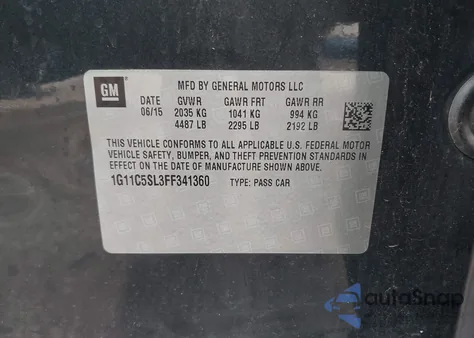 GM
MFD BY GENERAL MOTORS LLC
DATE GVWR GAWR FRT GAWR RR
06/15 2035 KG 1041 KG 994 KG
4487 LB 2295 LB 2192 LB
THIS VEHICLE CONFORMS TO ALL APPLICABLE U.S. FEDERAL MOTOR
VEHICLE SAFETY, BUMPER, AND THEFT PREVENTION STANDARDS IN
EFFECT ON THE DATE OF MANUFACTURE SHOWN ABOVE.
1G11C5SL3FF341360 TYPE: PASS CAR
autoSnap